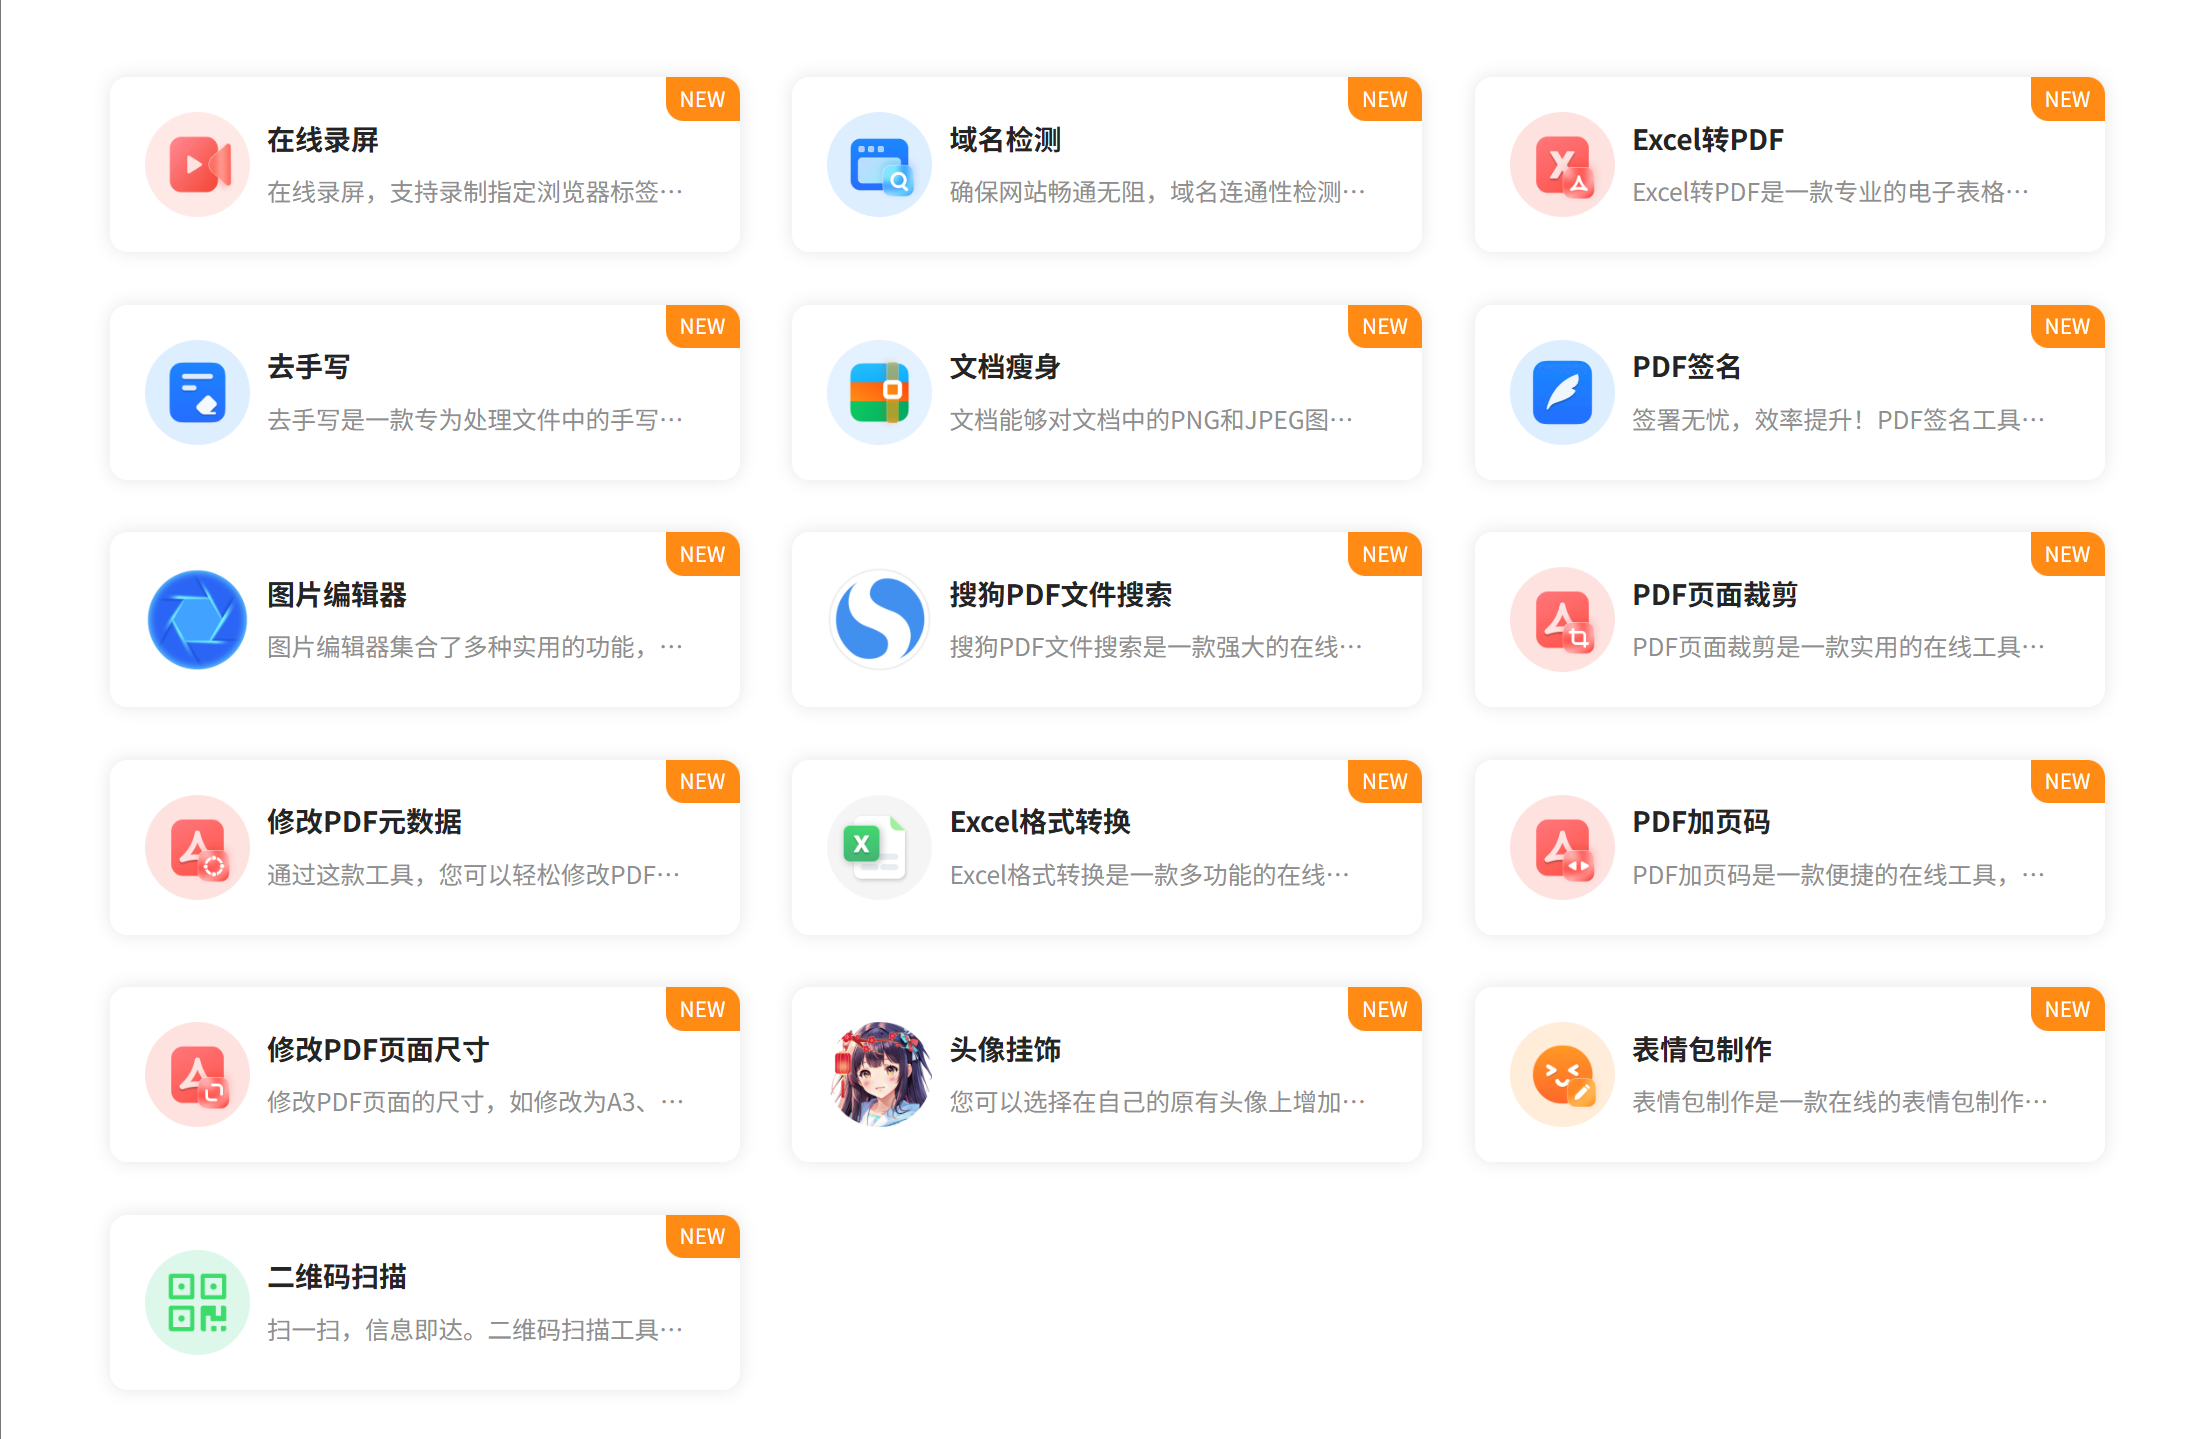 NEW
在线录屏
在线录屏，支持录制指定浏览器标签…
NEW
域名检测
确保网站畅通无阻，域名连通性检测…
NEW
Excel转PDF
Excel转PDF是一款专业的电子表格…
NEW
去手写
去手写是一款专为处理文件中的手写…
NEW
文档瘦身
文档能够对文档中的PNG和JPEG图…
NEW
PDF签名
签署无忧，效率提升！PDF签名工具…
NEW
图片编辑器
图片编辑器集合了多种实用的功能，…
NEW
搜狗PDF文件搜索
搜狗PDF文件搜索是一款强大的在线…
NEW
PDF页面裁剪
PDF页面裁剪是一款实用的在线工具…
NEW
修改PDF元数据
通过这款工具，您可以轻松修改PDF…
NEW
Excel格式转换
Excel格式转换是一款多功能的在线…
NEW
PDF加页码
PDF加页码是一款便捷的在线工具，…
NEW
修改PDF页面尺寸
修改PDF页面的尺寸，如修改为A3、…
NEW
头像挂饰
您可以选择在自己的原有头像上增加…
NEW
表情包制作
表情包制作是一款在线的表情包制作…
NEW
二维码扫描
扫一扫，信息即达。二维码扫描工具…